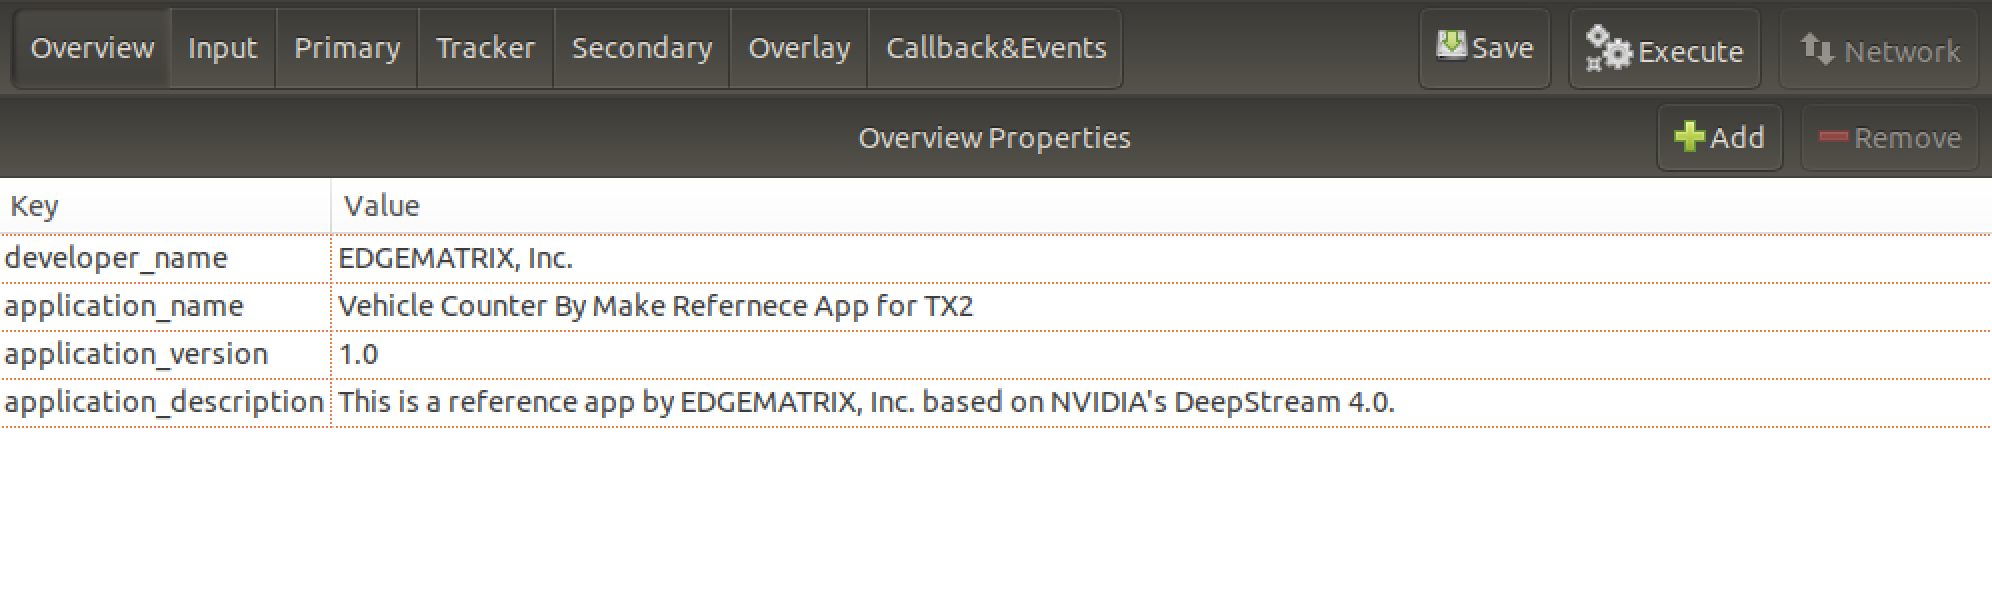 Overview Input Primary Tracker Secondary Overlay Callback&Events Save Execute Network
Overview Properties Add Remove
Key Value
developer_name EDGEMATRIX, Inc.
application_name Vehicle Counter By Make Refernece App for TX2
application_version 1.0
application_description This is a reference app by EDGEMATRIX, Inc. based on NVIDIA's DeepStream 4.0.